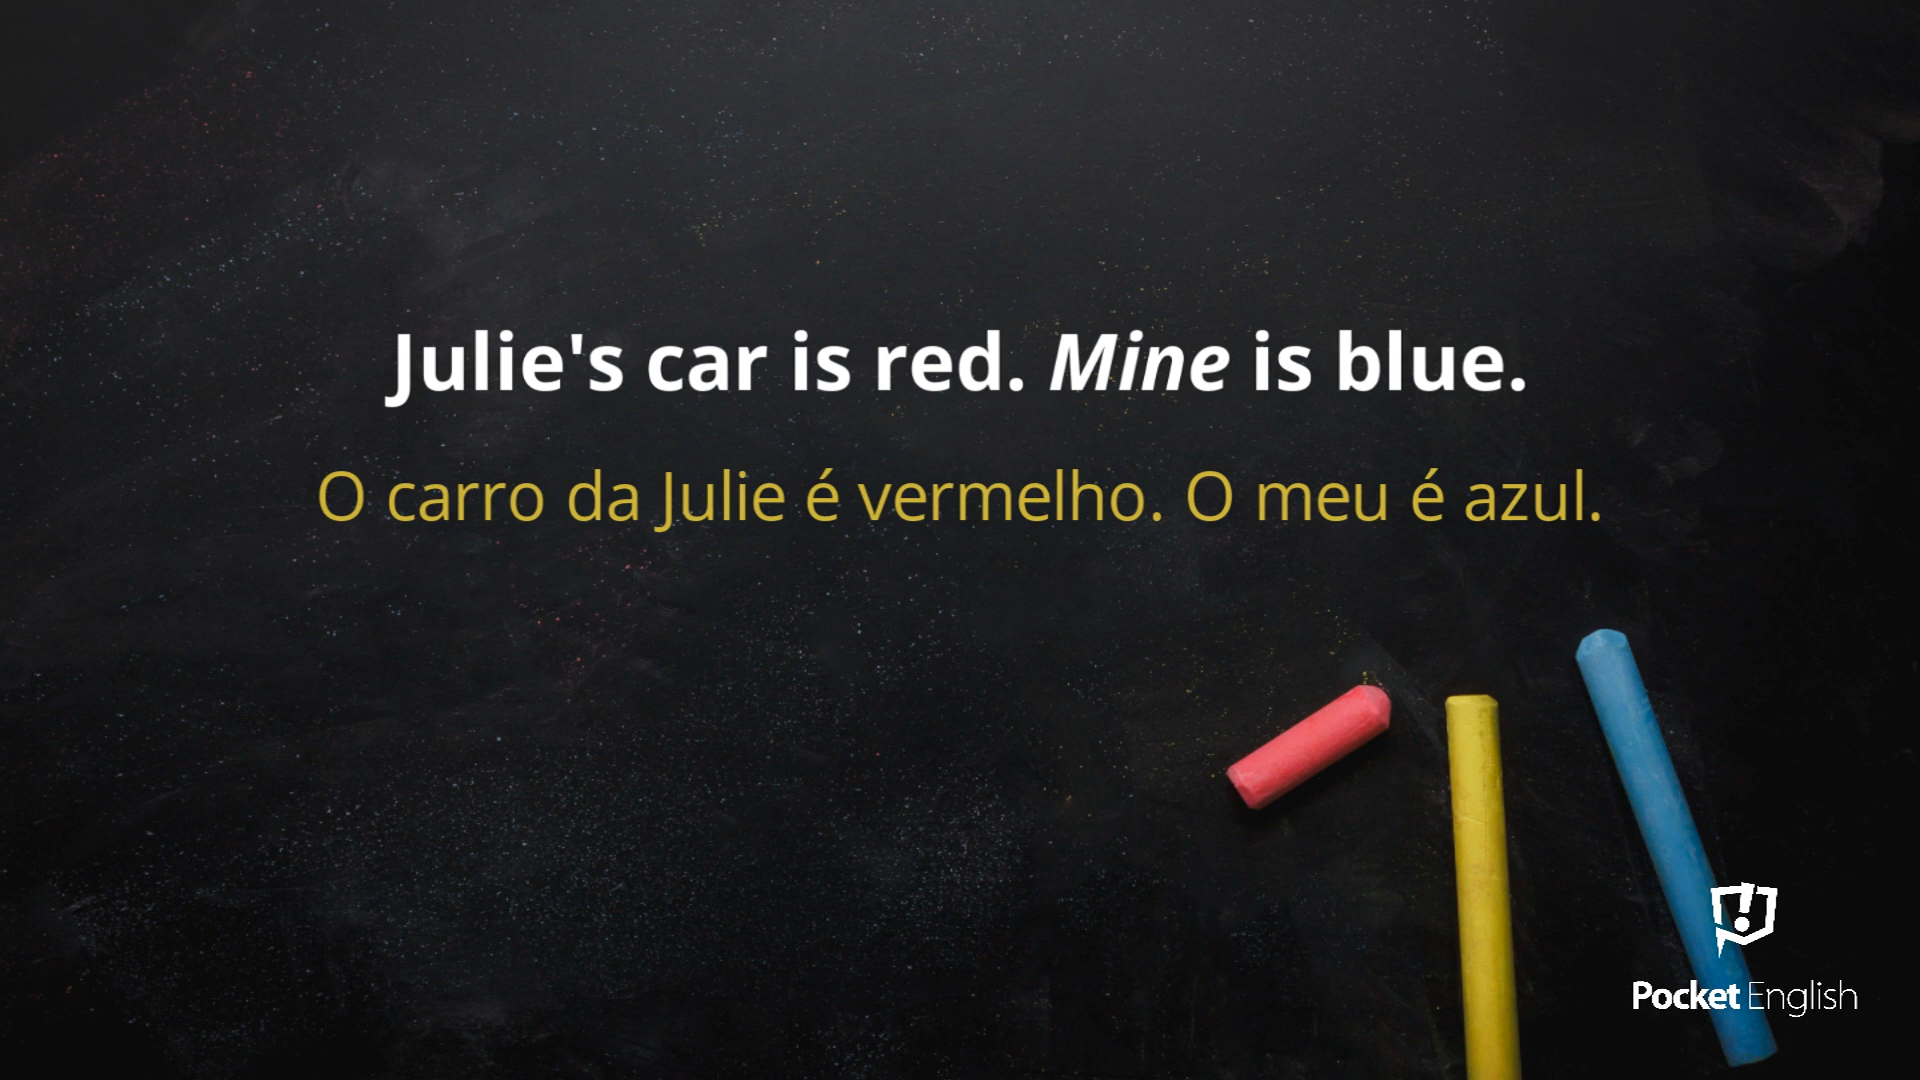 Julie's car is red. Mine is blue.
O carro da Julie é vermelho. O meu é azul.
Pocket English